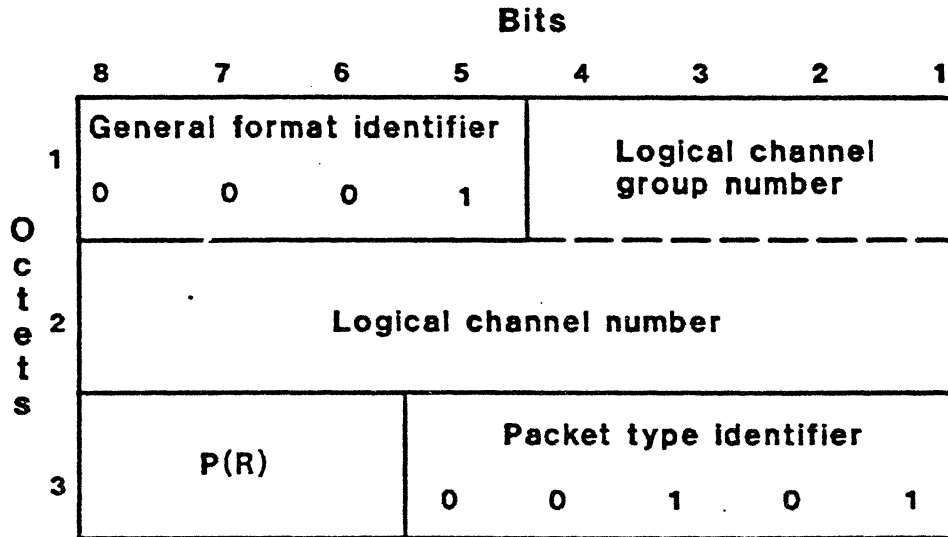 Bits
8 7 6 5 4 3 2 1
General format identifier
1
Logical channel
group number
0 0 0 1
Octets
2
Logical channel number
Packet type identifier
P(R)
3
0 0 1 0 1